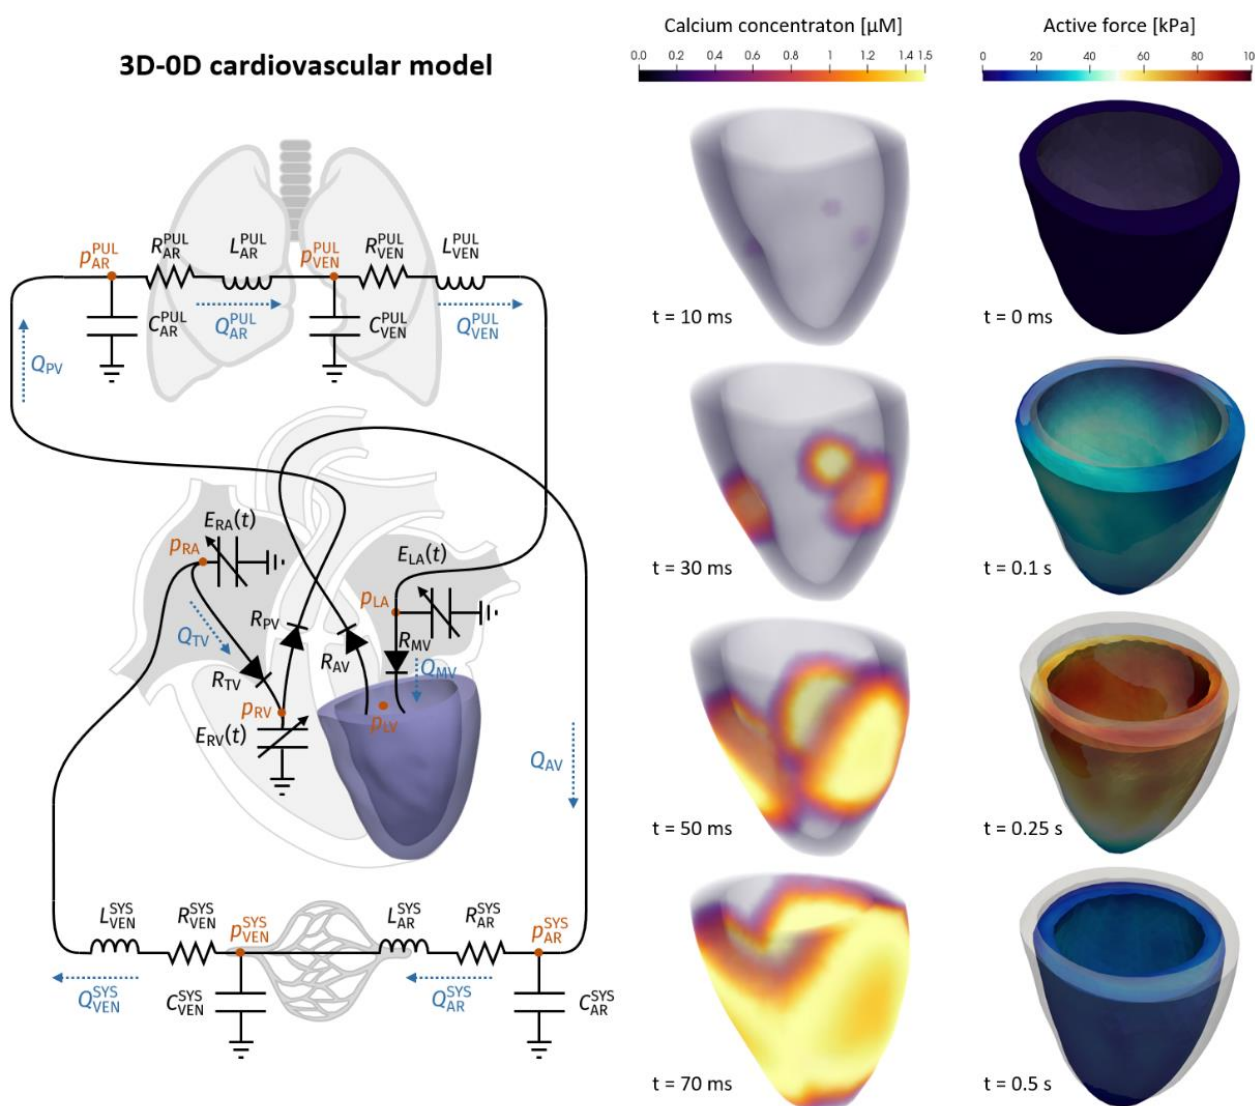 3D-0D cardiovascular model
p_AR^PUL
R_AR^PUL
L_AR^PUL
p_VEN^PUL
R_VEN^PUL
L_VEN^PUL
C_AR^PUL
Q_AR^PUL
C_VEN^PUL
Q_VEN^PUL
Q_PV
E_RA(t)
p_RA
E_LA(t)
p_LA
Q_TV
R_PV
R_AV
R_MV
Q_MV
R_TV
p_RV
p_LV
E_RV(t)
Q_AV
L_VEN^SYS
R_VEN^SYS
p_VEN^SYS
L_AR^SYS
R_AR^SYS
p_AR^SYS
Q_VEN^SYS
C_VEN^SYS
Q_AR^SYS
C_AR^SYS
Calcium concentraton [µM]
0.0 0.2 0.4 0.6 0.8 1 1.2 1.4 1.5
t = 10 ms
t = 30 ms
t = 50 ms
t = 70 ms
Active force [kPa]
0 20 40 60 80 10
t = 0 ms
t = 0.1 s
t = 0.25 s
t = 0.5 s